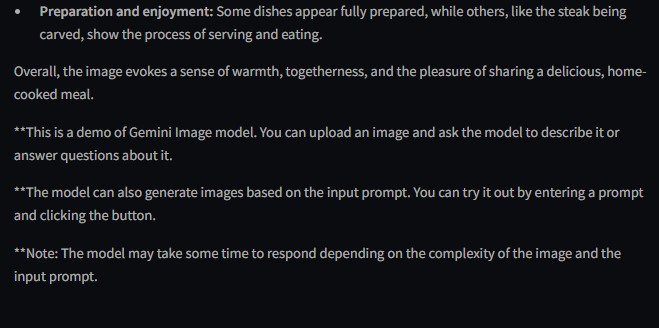 Preparation and enjoyment: Some dishes appear fully prepared, while others, like the steak being
carved, show the process of serving and eating.
Overall, the image evokes a sense of warmth, togetherness, and the pleasure of sharing a delicious, home-
cooked meal.
**This is a demo of Gemini Image model. You can upload an image and ask the model to describe it or
answer questions about it.
**The model can also generate images based on the input prompt. You can try it out by entering a prompt
and clicking the button.
**Note: The model may take some time to respond depending on the complexity of the image and the
input prompt.